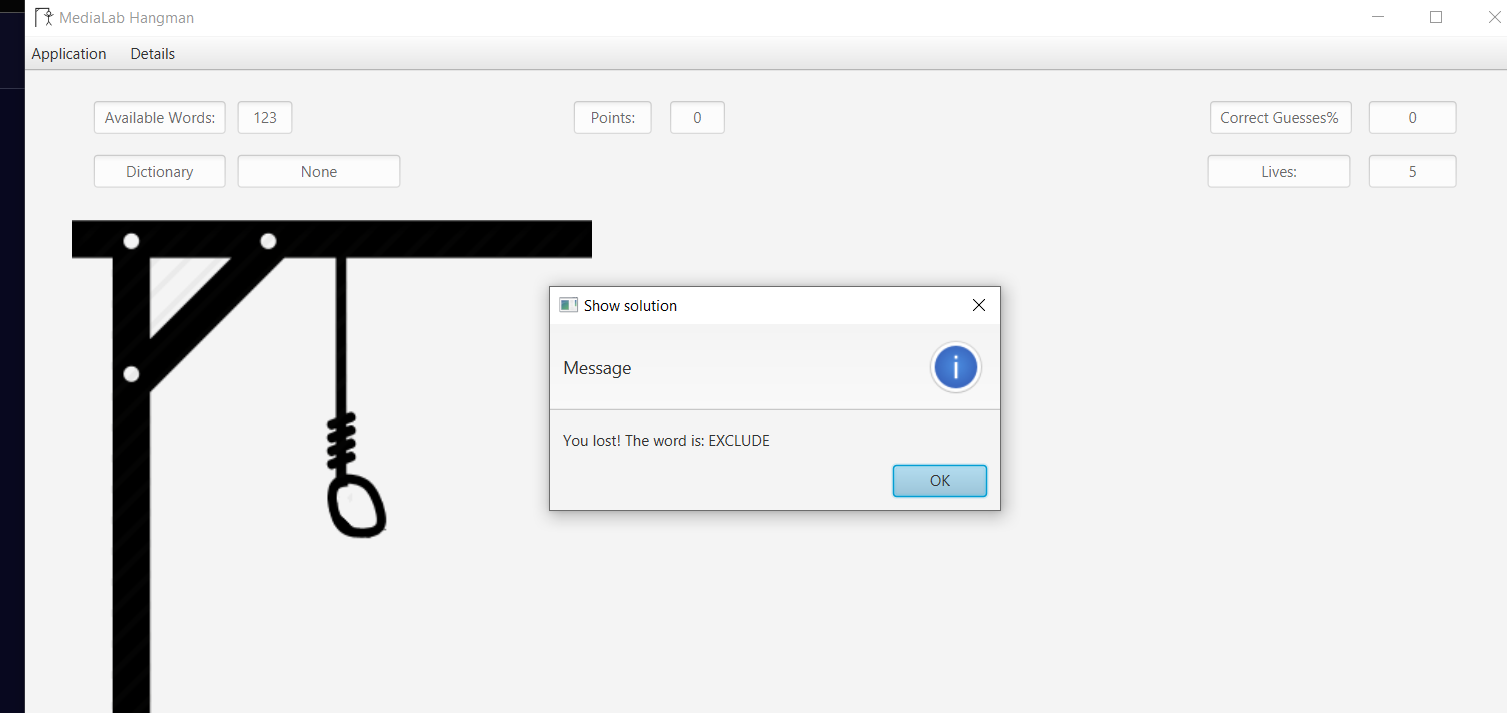 MediaLab Hangman
Application Details
Available Words: 123 Points: 0 Correct Guesses% 0
Dictionary None Lives: 5
Show solution
Message
You lost! The word is: EXCLUDE
OK